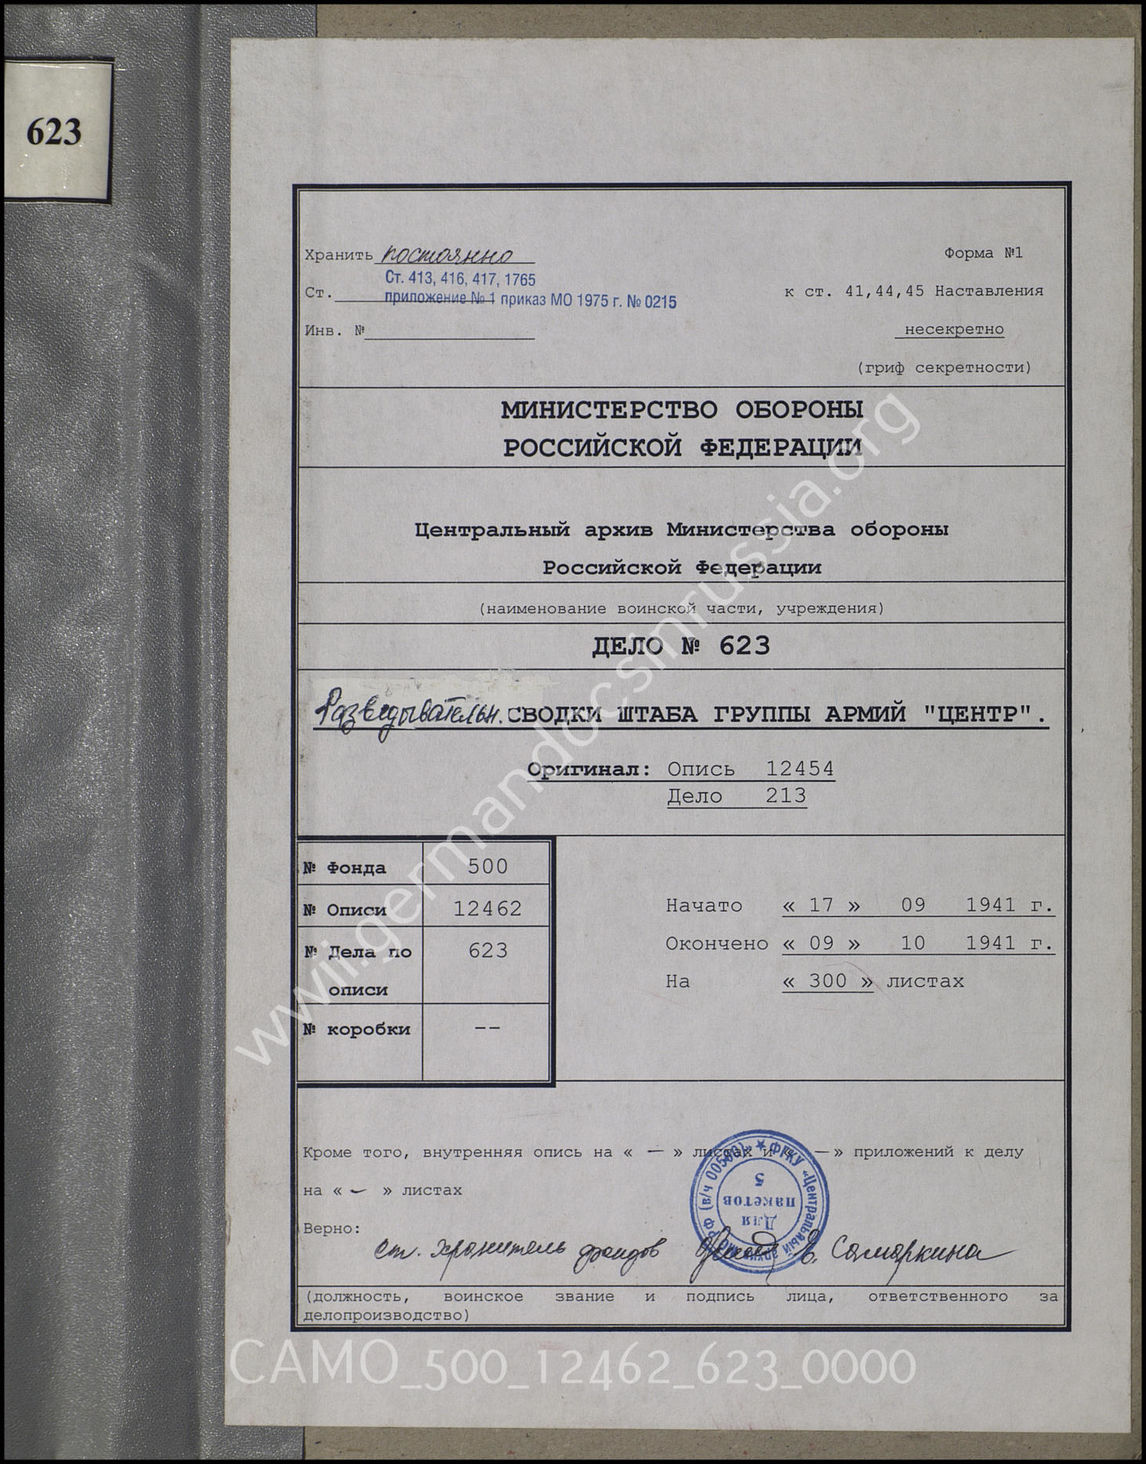 623
Хранить постоянно
Форма №1
Ст. 413, 416, 417, 1765
Ст. приложение № 1 приказ МО 1975 г. № 0215
к ст. 41,44,45 Наставления
Инв. №
несекретно
(гриф секретности)
МИНИСТЕРСТВО ОБОРОНЫ
РОССИЙСКОЙ ФЕДЕРАЦИИ
Центральный архив Министерства обороны
Российской Федерации
(наименование воинской части, учреждения)
ДЕЛО № 623
Разведывательн. СВОДКИ ШТАБА ГРУППЫ АРМИЙ "ЦЕНТР".
Оригинал: Опись 12454
Дело 213
№ Фонда 500
№ Описи 12462
№ Дела по описи 623
№ коробки --
Начато « 17 » 09 1941 г.
Окончено « 09 » 10 1941 г.
На « 300 » листах
Кроме того, внутренняя опись на « — » листах и « — » приложений к делу
на « - » листах
Верно:
ст. хранитель фондов Е. Самаркина
(должность, воинское звание и подпись лица, ответственного за
делопроизводство)
Для
пакетов
5
wwii.germandocsinrussia.org
CAMO_500_12462_623_0000